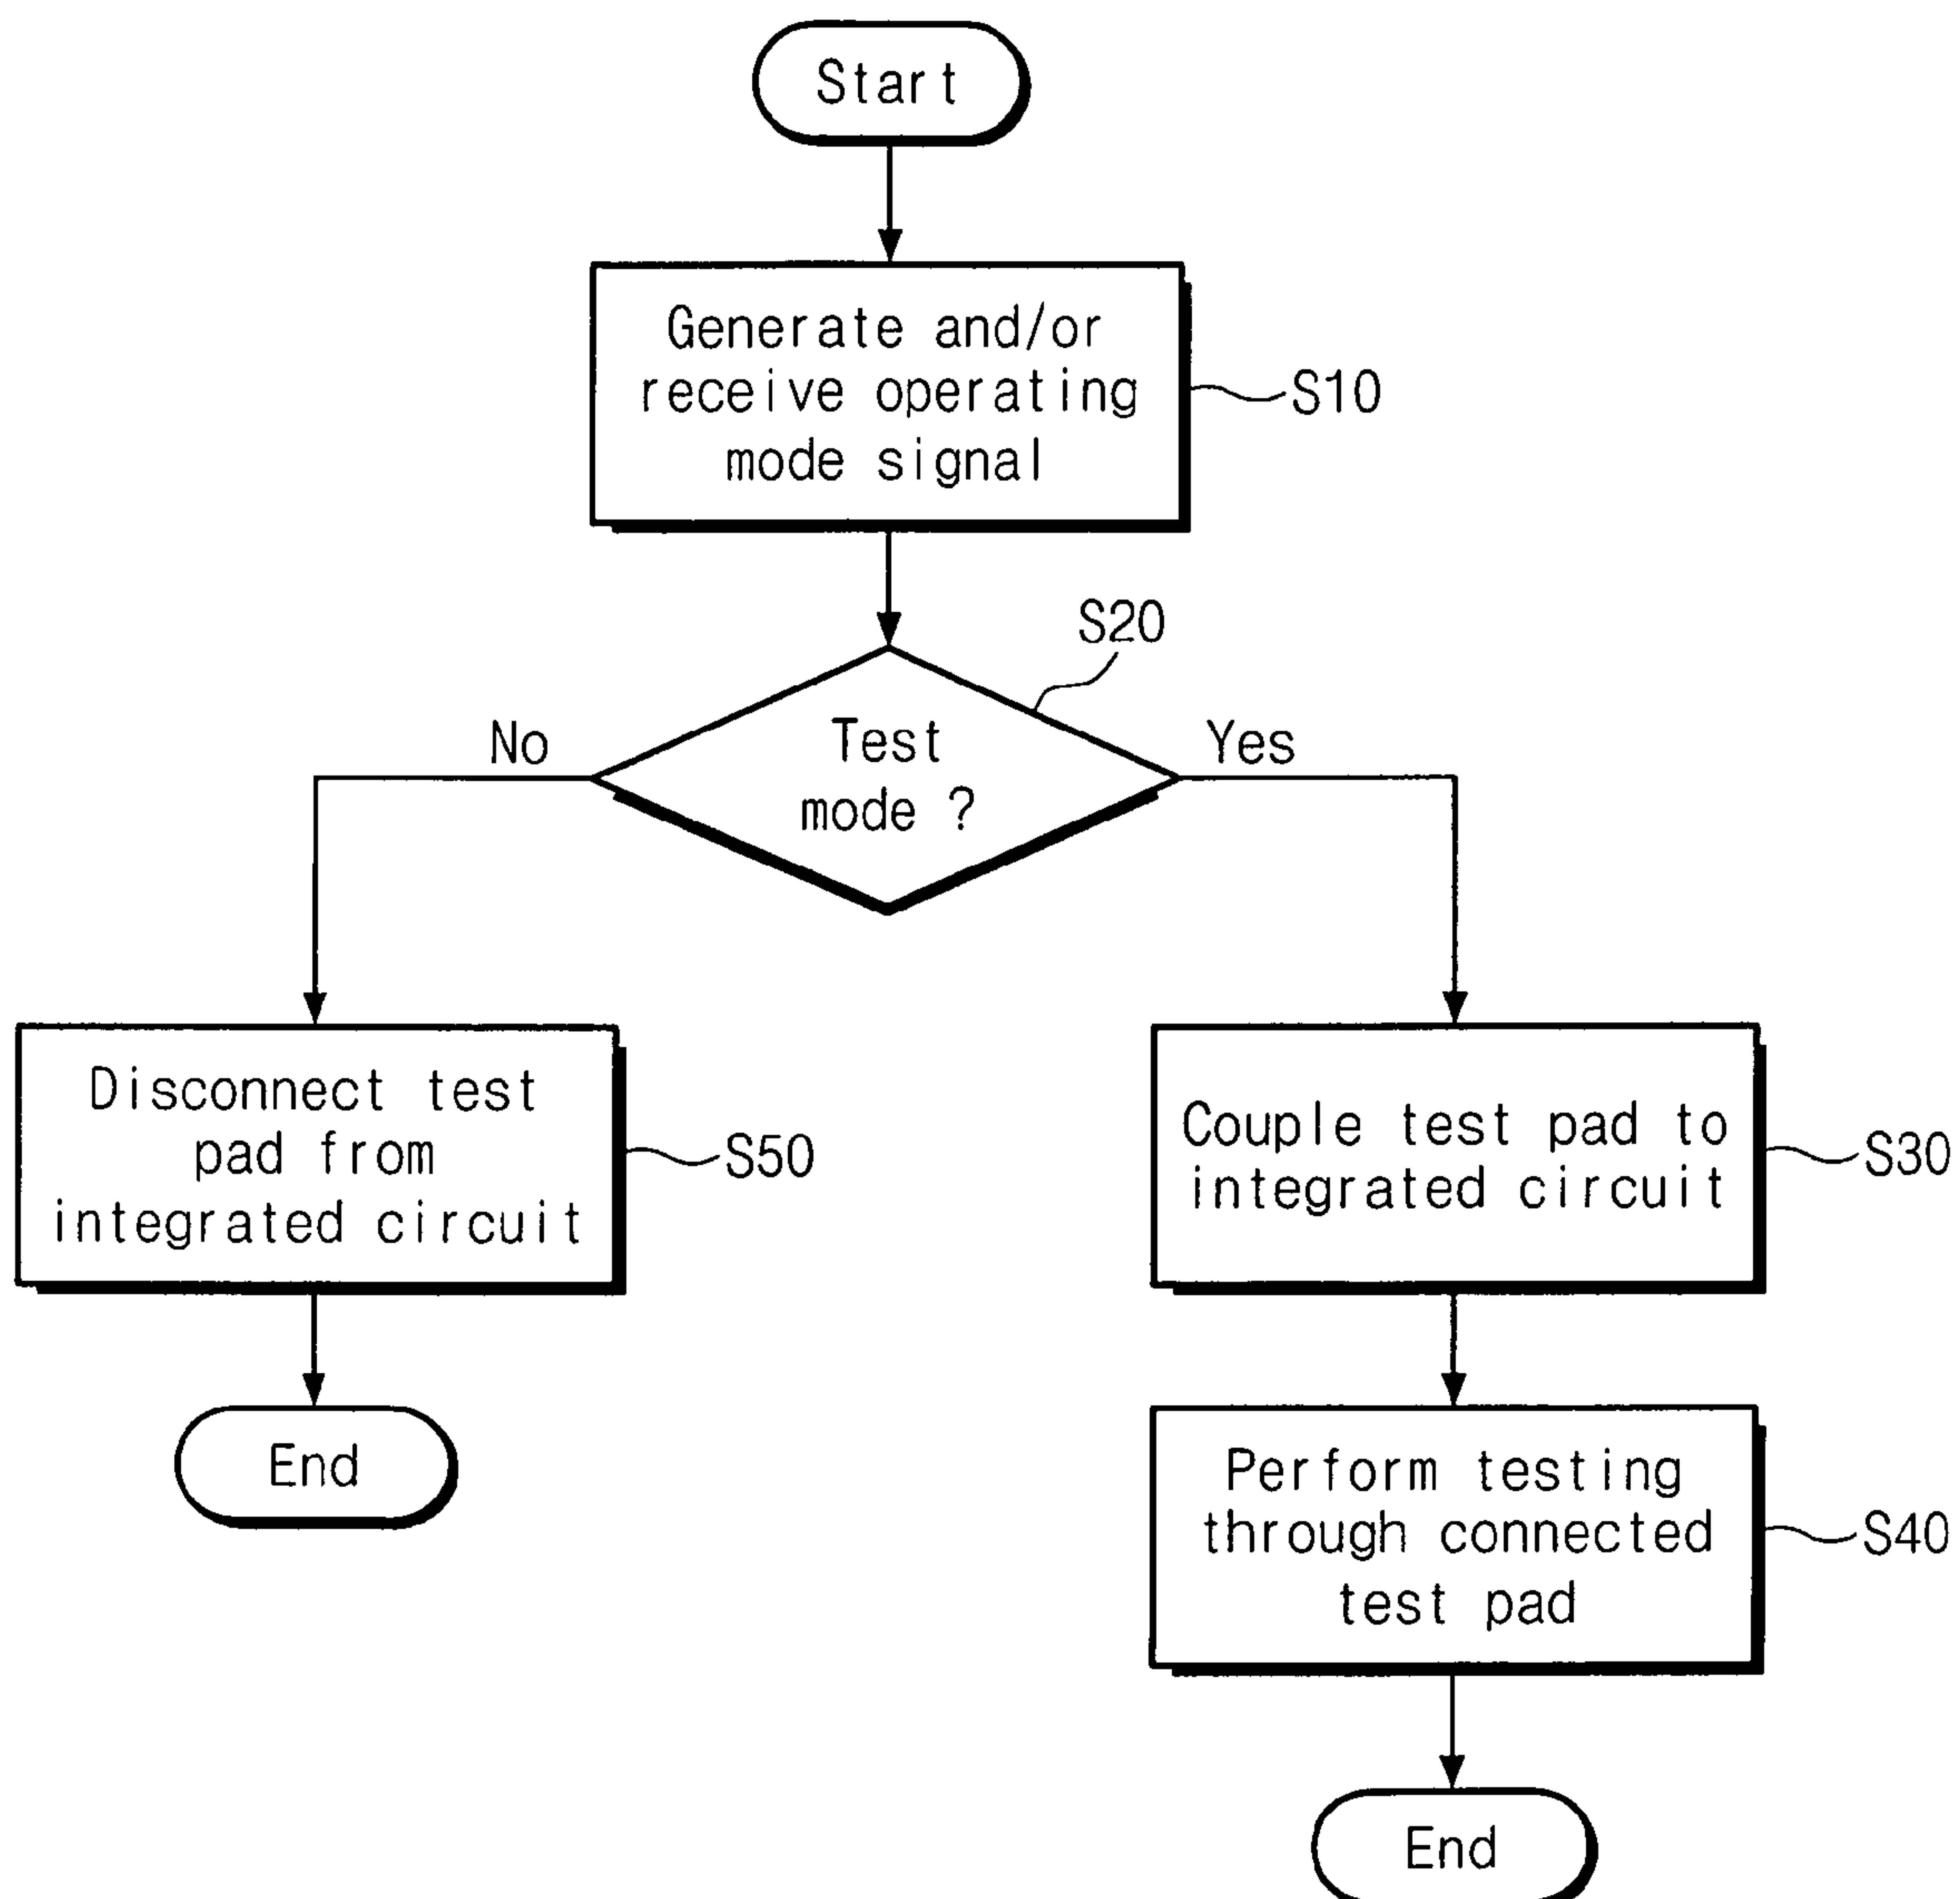 Start
Generate and/or
receive operating
mode signal
S10
S20
No
Test
mode ?
Yes
Disconnect test
pad from
integrated circuit
S50
Couple test pad to
integrated circuit
S30
End
Perform testing
through connected
test pad
S40
End